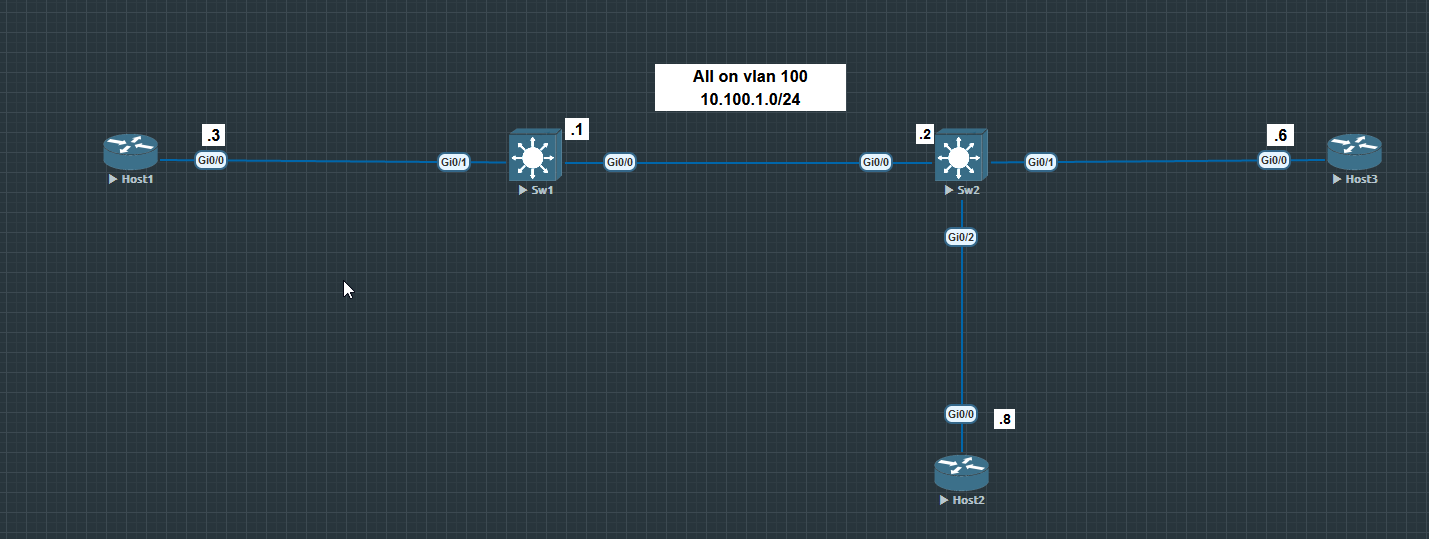 All on vlan 100
10.100.1.0/24
.3
.1
.2
.6
Gi0/0
Gi0/1
Gi0/0
Gi0/0
Gi0/1
Gi0/0
Host1
Sw1
Sw2
Host3
Gi0/2
Gi0/0
.8
Host2